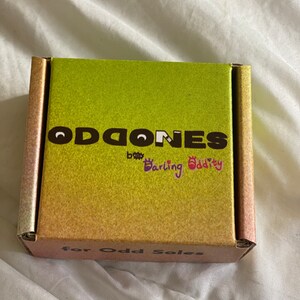 ODDONES
by
Darling Oddity
for Odd Soles